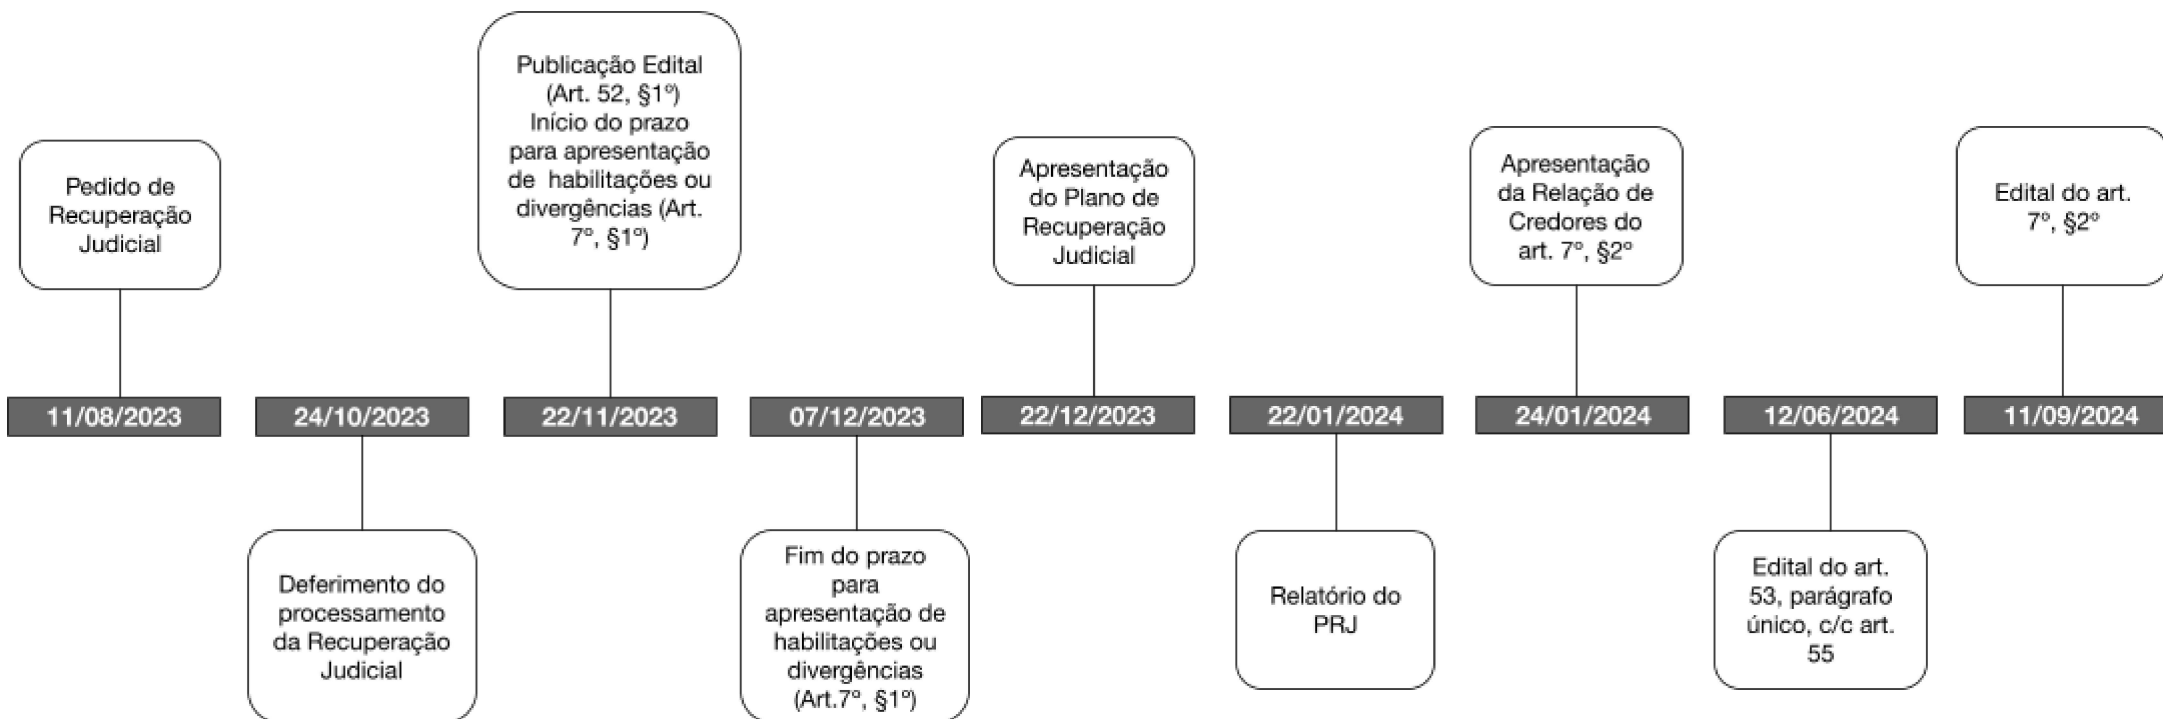 Pedido de
Recuperação
Judicial
11/08/2023
24/10/2023
Deferimento do
processamento
da Recuperação
Judicial
Publicação Edital
(Art. 52, §1º)
Início do prazo
para apresentação
de habilitações ou
divergências (Art.
7º, §1º)
22/11/2023
07/12/2023
Fim do prazo
para
apresentação de
habilitações ou
divergências
(Art.7º, §1º)
Apresentação
do Plano de
Recuperação
Judicial
22/12/2023
22/01/2024
Relatório do
PRJ
Apresentação
da Relação de
Credores do
art. 7º, §2º
24/01/2024
12/06/2024
Edital do art.
53, parágrafo
único, c/c art.
55
Edital do art.
7º, §2º
11/09/2024